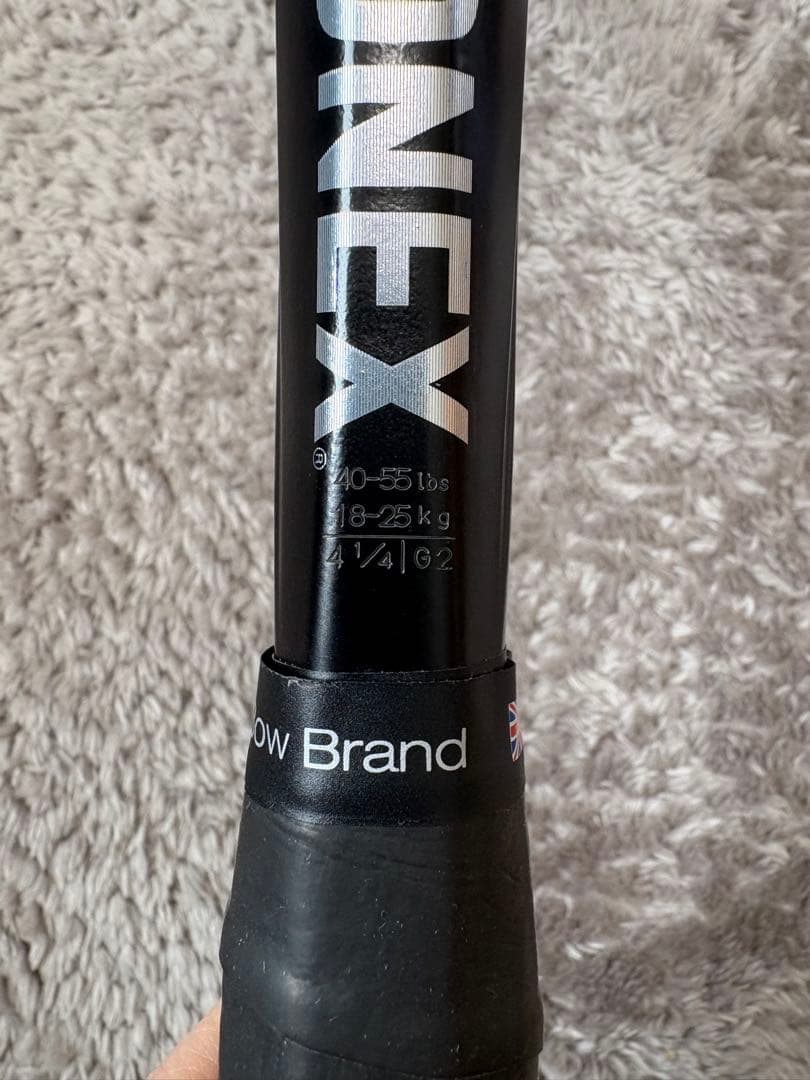 ONEX®
40-55 lbs
18-25 kg
4 1/4 | G2
ow Brand